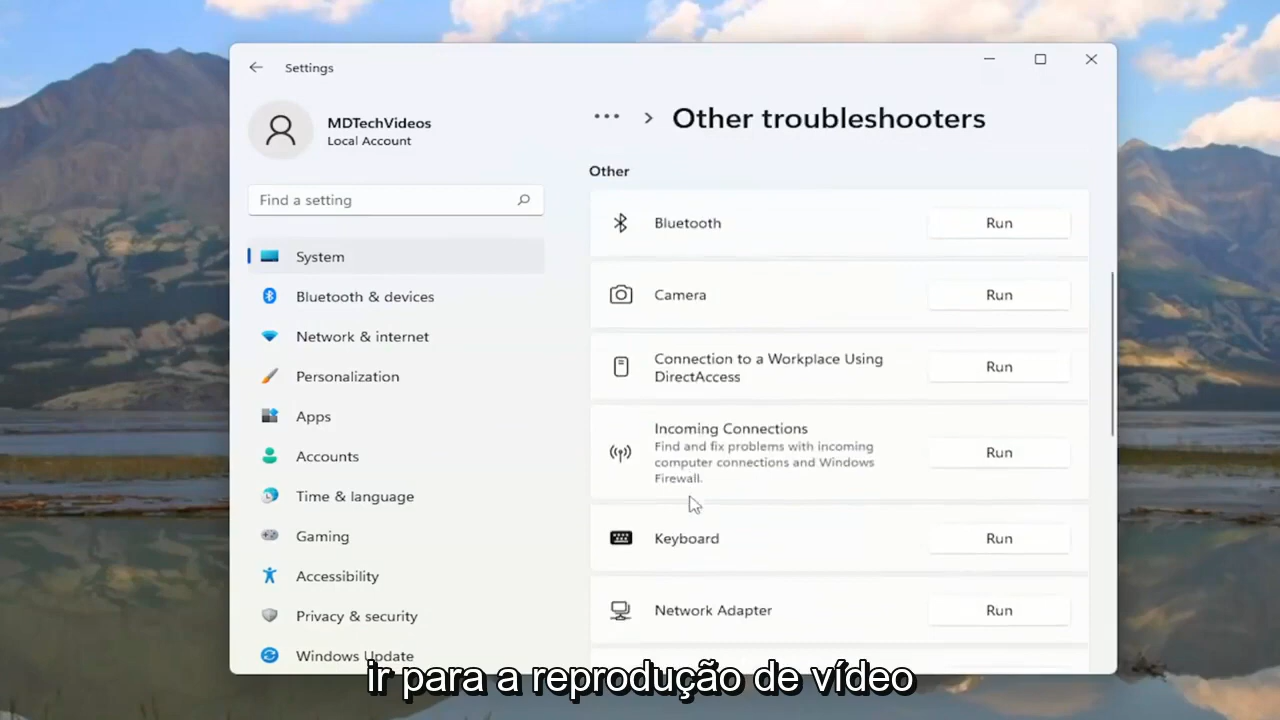 Settings
MDTechVideos
Local Account
Find a setting
System
Bluetooth & devices
Network & internet
Personalization
Apps
Accounts
Time & language
Gaming
Accessibility
Privacy & security
Windows Update
Other troubleshooters
Other
Bluetooth
Run
Camera
Run
Connection to a Workplace Using
DirectAccess
Run
Incoming Connections
Find and fix problems with incoming
computer connections and Windows
Firewall.
Run
Keyboard
Run
Network Adapter
Run
ir para a reprodução de vídeo